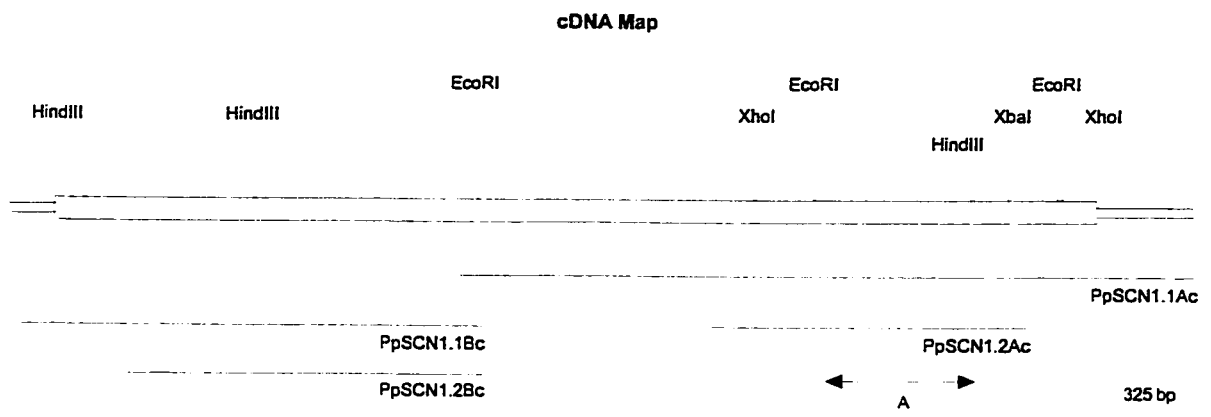 cDNA Map
EcoRI EcoRI EcoRI
HindIII HindIII XhoI XbaI XhoI
HindIII
PpSCN1.1Ac
PpSCN1.1Bc PpSCN1.2Ac
PpSCN1.2Bc A 325 bp